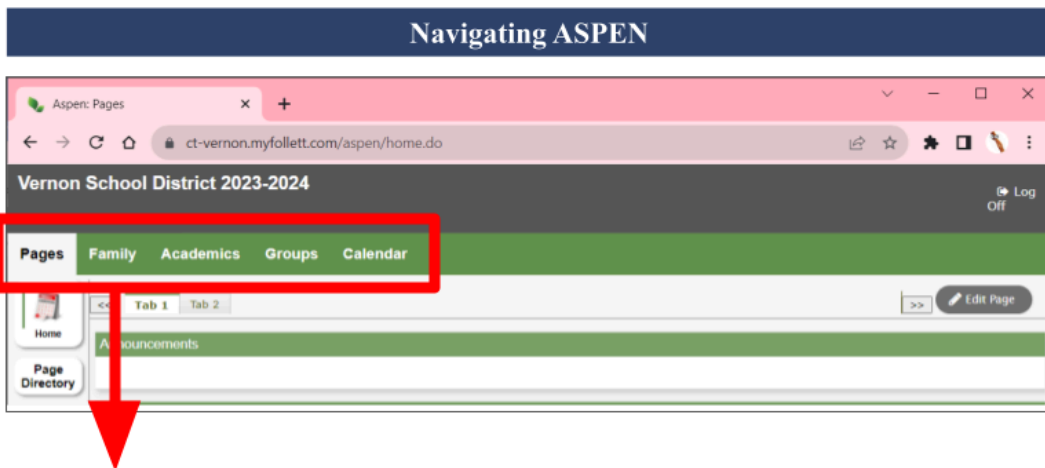 Navigating ASPEN
Aspen: Pages
ct-vernon.myfollett.com/aspen/home.do
Vernon School District 2023-2024
Log
Off
Pages Family Academics Groups Calendar
<< Tab 1 Tab 2 >> Edit Page
Home
Announcements
Page
Directory